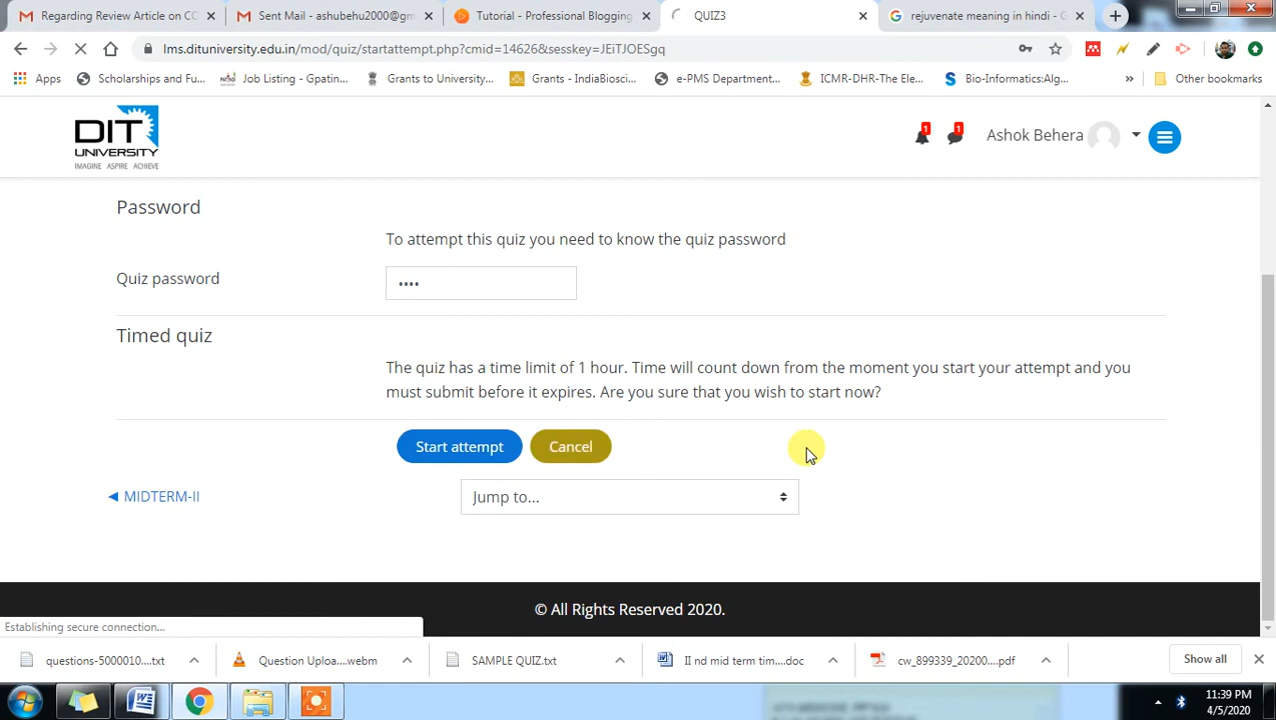 Regarding Review Article on CC
Sent Mail - ashubehu2000@gm
Tutorial - Professional Blogging
QUIZ3
rejuvenate meaning in hindi - G
lms.dituniversity.edu.in/mod/quiz/startattempt.php?cmid=14626&sesskey=JEiTJOESgq
Apps
Scholarships and Fu...
Job Listing - Gpatin...
Grants to University...
Grants - IndiaBiosci...
e-PMS Department...
ICMR-DHR-The Ele...
Bio-Informatics:Alg...
»
Other bookmarks
DIT
UNIVERSITY
IMAGINE ASPIRE ACHIEVE
1
1
Ashok Behera
Password
To attempt this quiz you need to know the quiz password
Quiz password
••••
Timed quiz
The quiz has a time limit of 1 hour. Time will count down from the moment you start your attempt and you
must submit before it expires. Are you sure that you wish to start now?
Start attempt
Cancel
◀ MIDTERM-II
Jump to...
© All Rights Reserved 2020.
Establishing secure connection...
questions-5000010....txt
Question Uploa....webm
SAMPLE QUIZ.txt
II nd mid term tim....doc
cw_899339_20200....pdf
Show all
11:39 PM
4/5/2020